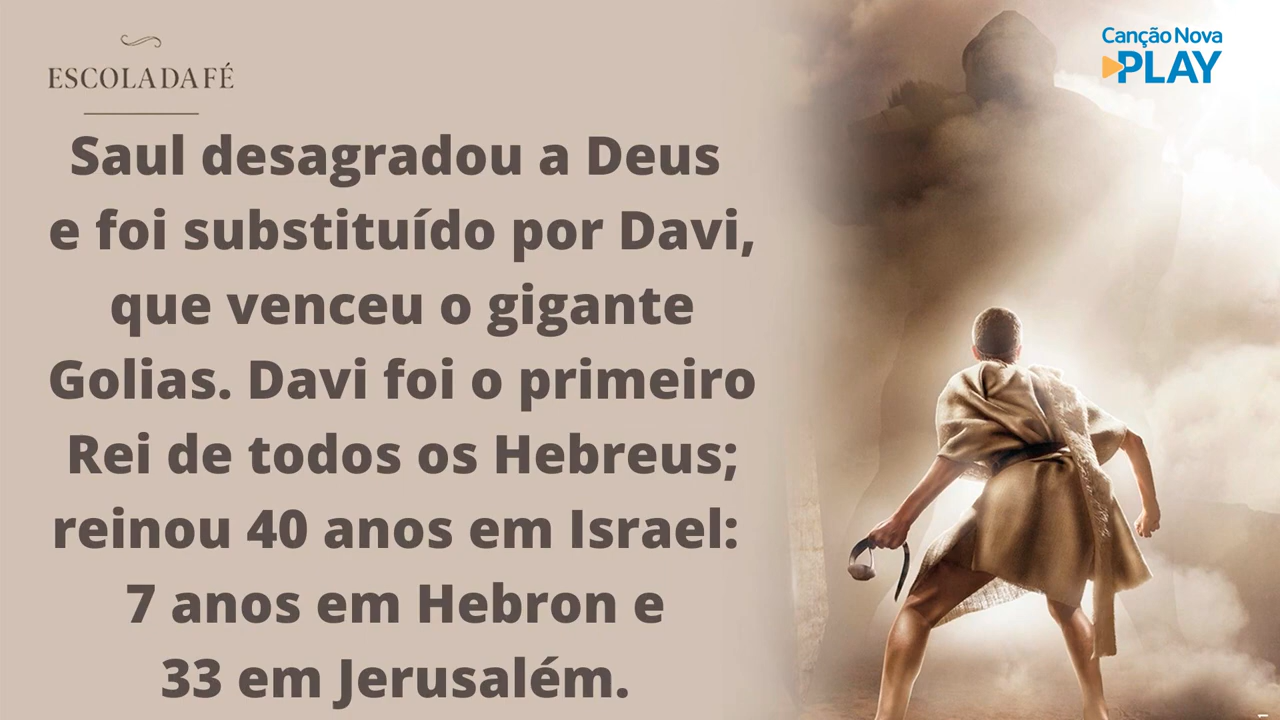 ESCOLADAFÉ
Canção Nova
PLAY
Saul desagradou a Deus
e foi substituído por Davi,
que venceu o gigante
Golias. Davi foi o primeiro
Rei de todos os Hebreus;
reinou 40 anos em Israel:
7 anos em Hebron e
33 em Jerusalém.